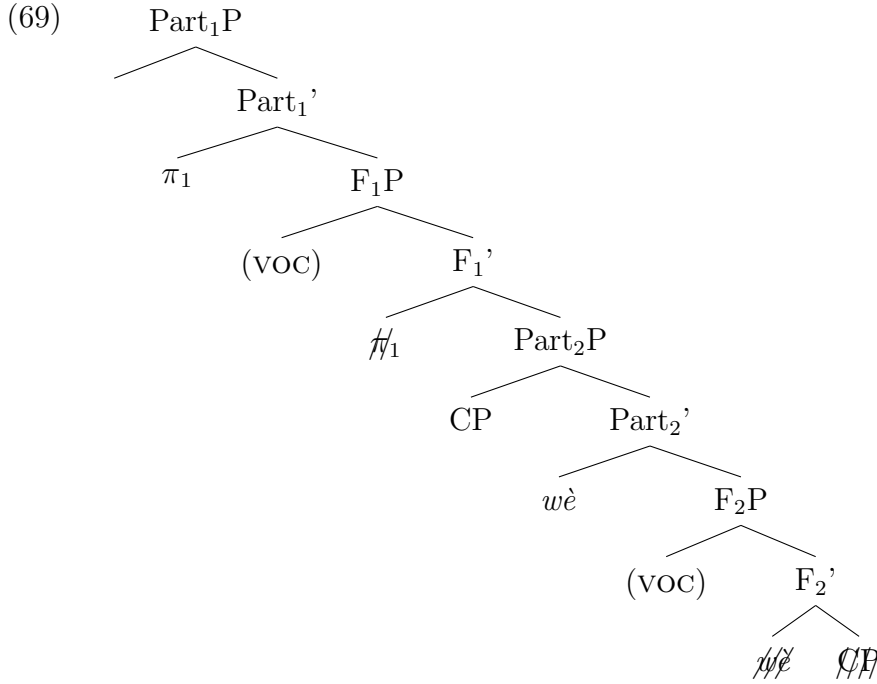 (69) Part₁P
Part₁’
π₁ F₁P
(VOC) F₁’
π₁ Part₂P
CP Part₂’
wè F₂P
(VOC) F₂’
wè CP